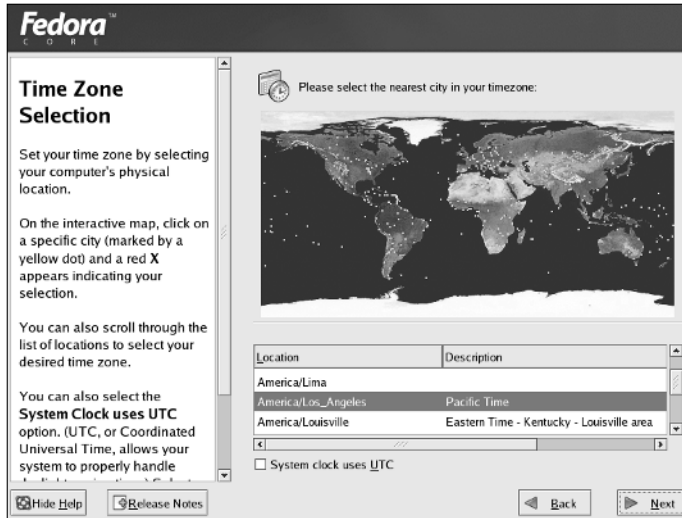 Fedora™
CORE
Time Zone
Selection
Set your time zone by selecting
your computer's physical
location.
On the interactive map, click on
a specific city (marked by a
yellow dot) and a red X
appears indicating your
selection.
You can also scroll through the
list of locations to select your
desired time zone.
You can also select the
System Clock uses UTC
option. (UTC, or Coordinated
Universal Time, allows your
system to properly handle
Please select the nearest city in your timezone:
Location Description
America/Lima
America/Los_Angeles Pacific Time
America/Louisville Eastern Time - Kentucky - Louisville area
System clock uses UTC
Hide Help Release Notes Back Next